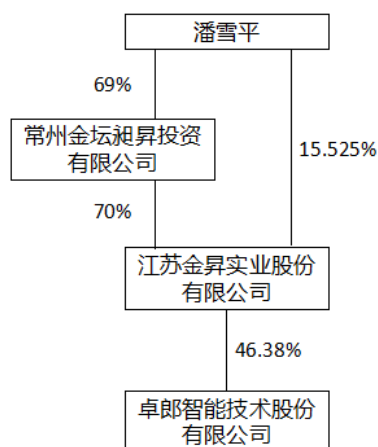 潘雪平
69%
常州金坛昶昇投资
有限公司
15.525%
70%
江苏金昇实业股份
有限公司
46.38%
卓郎智能技术股份
有限公司